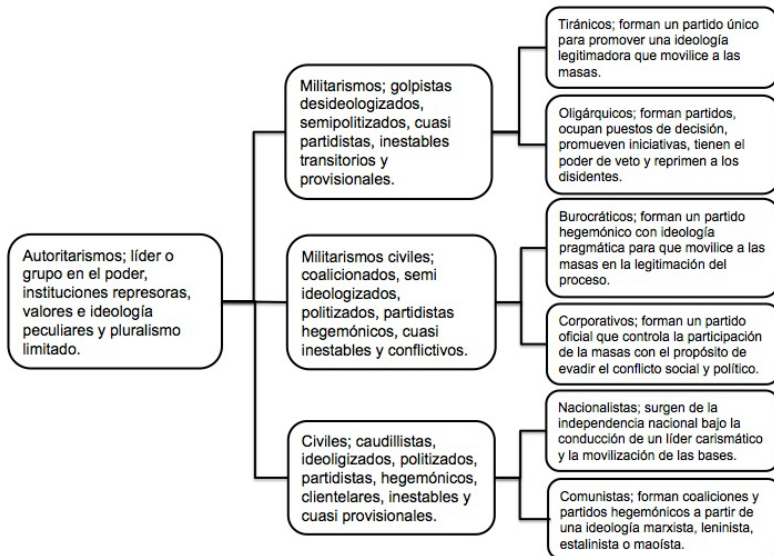 Autoritarismos; líder o
grupo en el poder,
instituciones represoras,
valores e ideología
peculiares y pluralismo
limitado.
Militarismos; golpistas
desideologizados,
semipolitizados, cuasi
partidistas, inestables
transitorios y
provisionales.
Tiránicos; forman un partido único
para promover una ideología
legitimadora que movilice a las
masas.
Oligárquicos; forman partidos,
ocupan puestos de decisión,
promueven iniciativas, tienen el
poder de veto y reprimen a los
disidentes.
Militarismos civiles;
coalicionados, semi
ideologizados,
politizados, partidistas
hegemónicos, cuasi
inestables y conflictivos.
Burocráticos; forman un partido
hegemónico con ideología
pragmática para que movilice a las
masas en la legitimación del
proceso.
Corporativos; forman un partido
oficial que controla la participación
de la masas con el propósito de
evadir el conflicto social y político.
Civiles; caudillistas,
ideoligizados, politizados,
partidistas, hegemónicos,
clientelares, inestables y
cuasi provisionales.
Nacionalistas; surgen de la
independencia nacional bajo la
conducción de un líder carismático
y la movilización de las bases.
Comunistas; forman coaliciones y
partidos hegemónicos a partir de
una ideología marxista, leninista,
estalinista o maoísta.